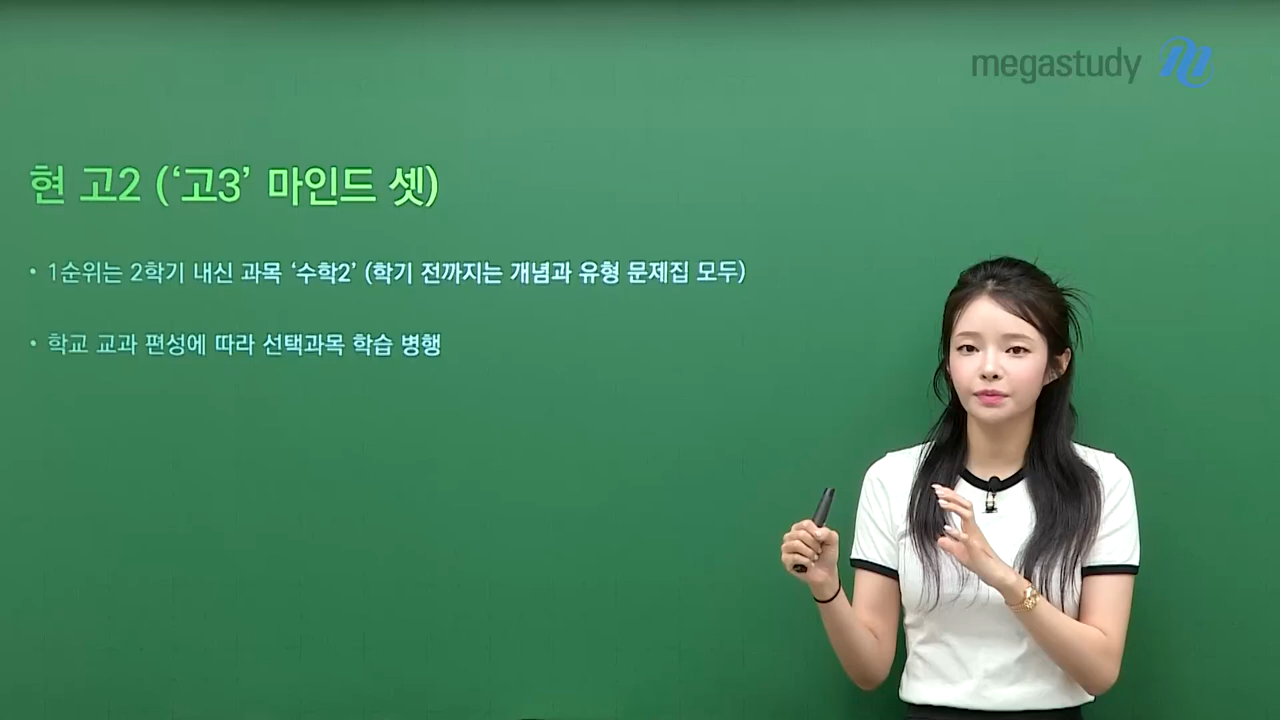 megastudy
현 고2 (‘고3’ 마인드 셋)
• 1순위는 2학기 내신 과목 ‘수학2’ (학기 전까지는 개념과 유형 문제집 모두)
• 학교 교과 편성에 따라 선택과목 학습 병행